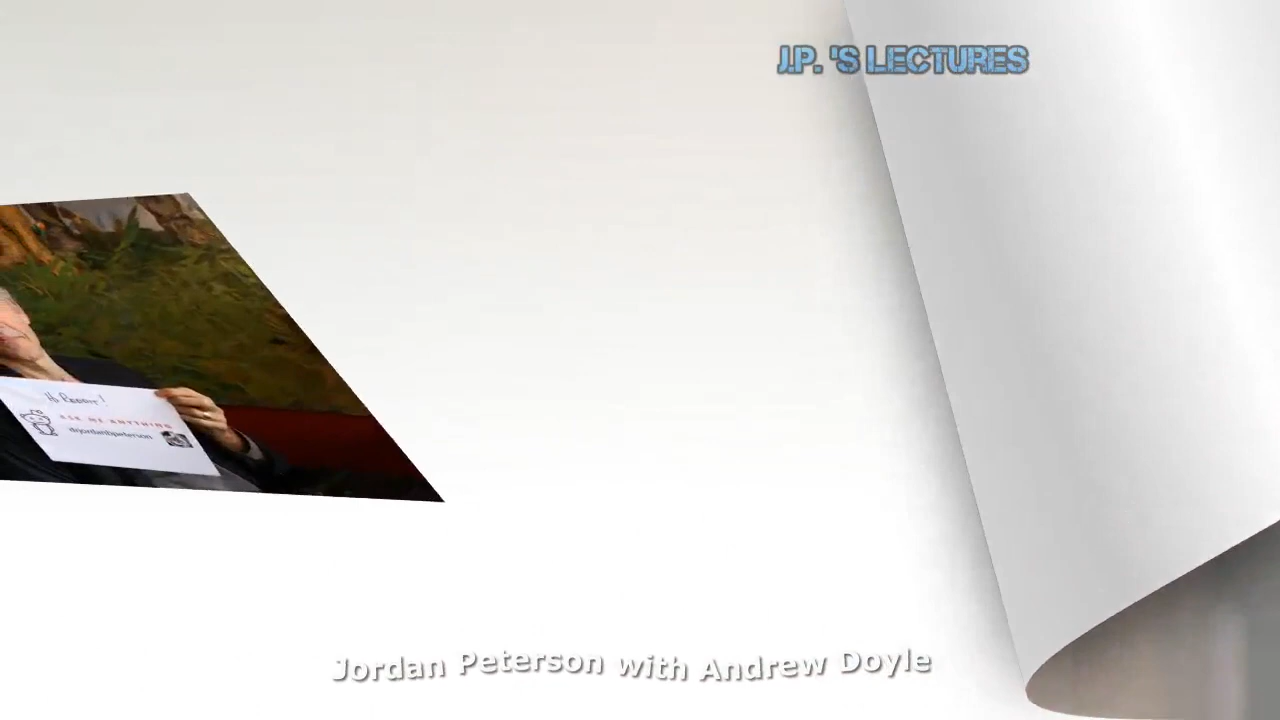 J.P. 'S LECTURES
Hi Reddit!
ASK ME ANYTHING
Jordan Peterson with Andrew Doyle